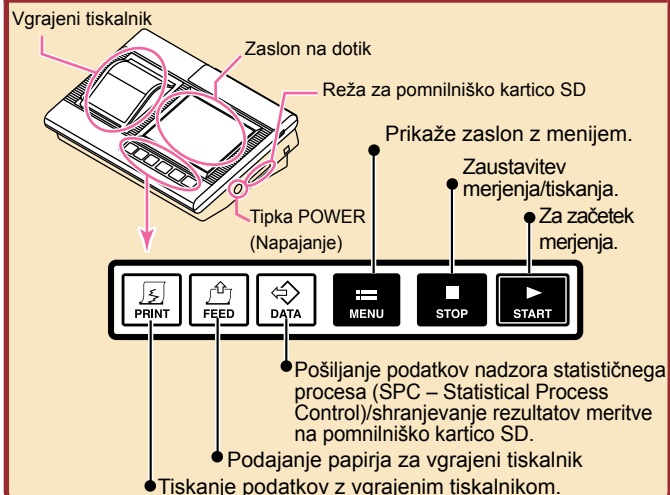 Vgrajeni tiskalnik
Zaslon na dotik
Reža za pomnilniško kartico SD
Prikaže zaslon z menijem.
Zaustavitev
merjenja/tiskanja.
Za začetek
merjenja.
Tipka POWER
(Napajanje)
PRINT
FEED
DATA
MENU
STOP
START
Pošiljanje podatkov nadzora statističnega
procesa (SPC – Statistical Process
Control)/shranjevanje rezultatov meritve
na pomnilniško kartico SD.
Podajanje papirja za vgrajeni tiskalnik
Tiskanje podatkov z vgrajenim tiskalnikom.